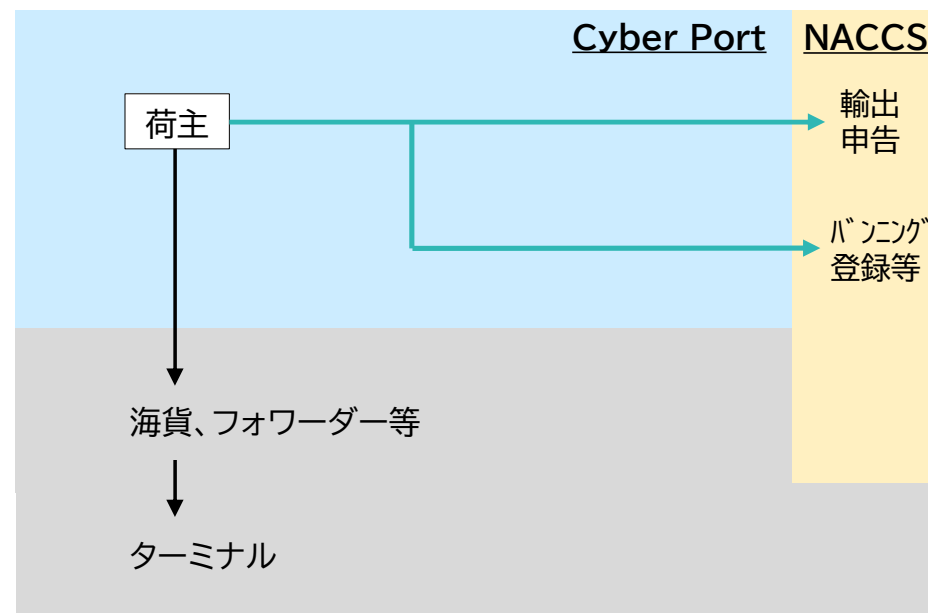 Cyber Port
NACCS
荷主
輸出
申告
バンニング
登録等
海貨、フォワーダー等
ターミナル